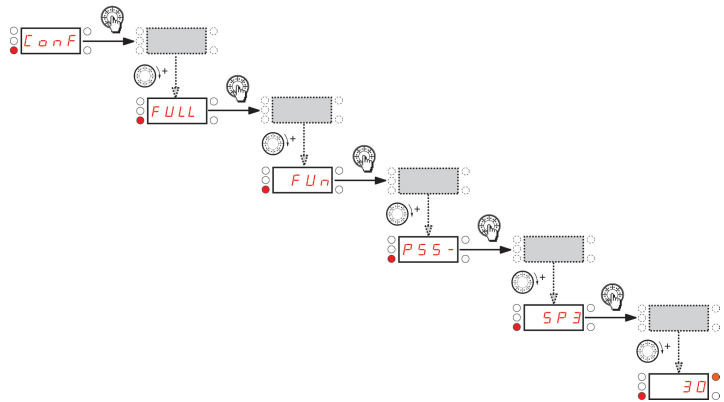 ConF
+
FULL
+
FUn
+
PSS-
+
SP3
+
30